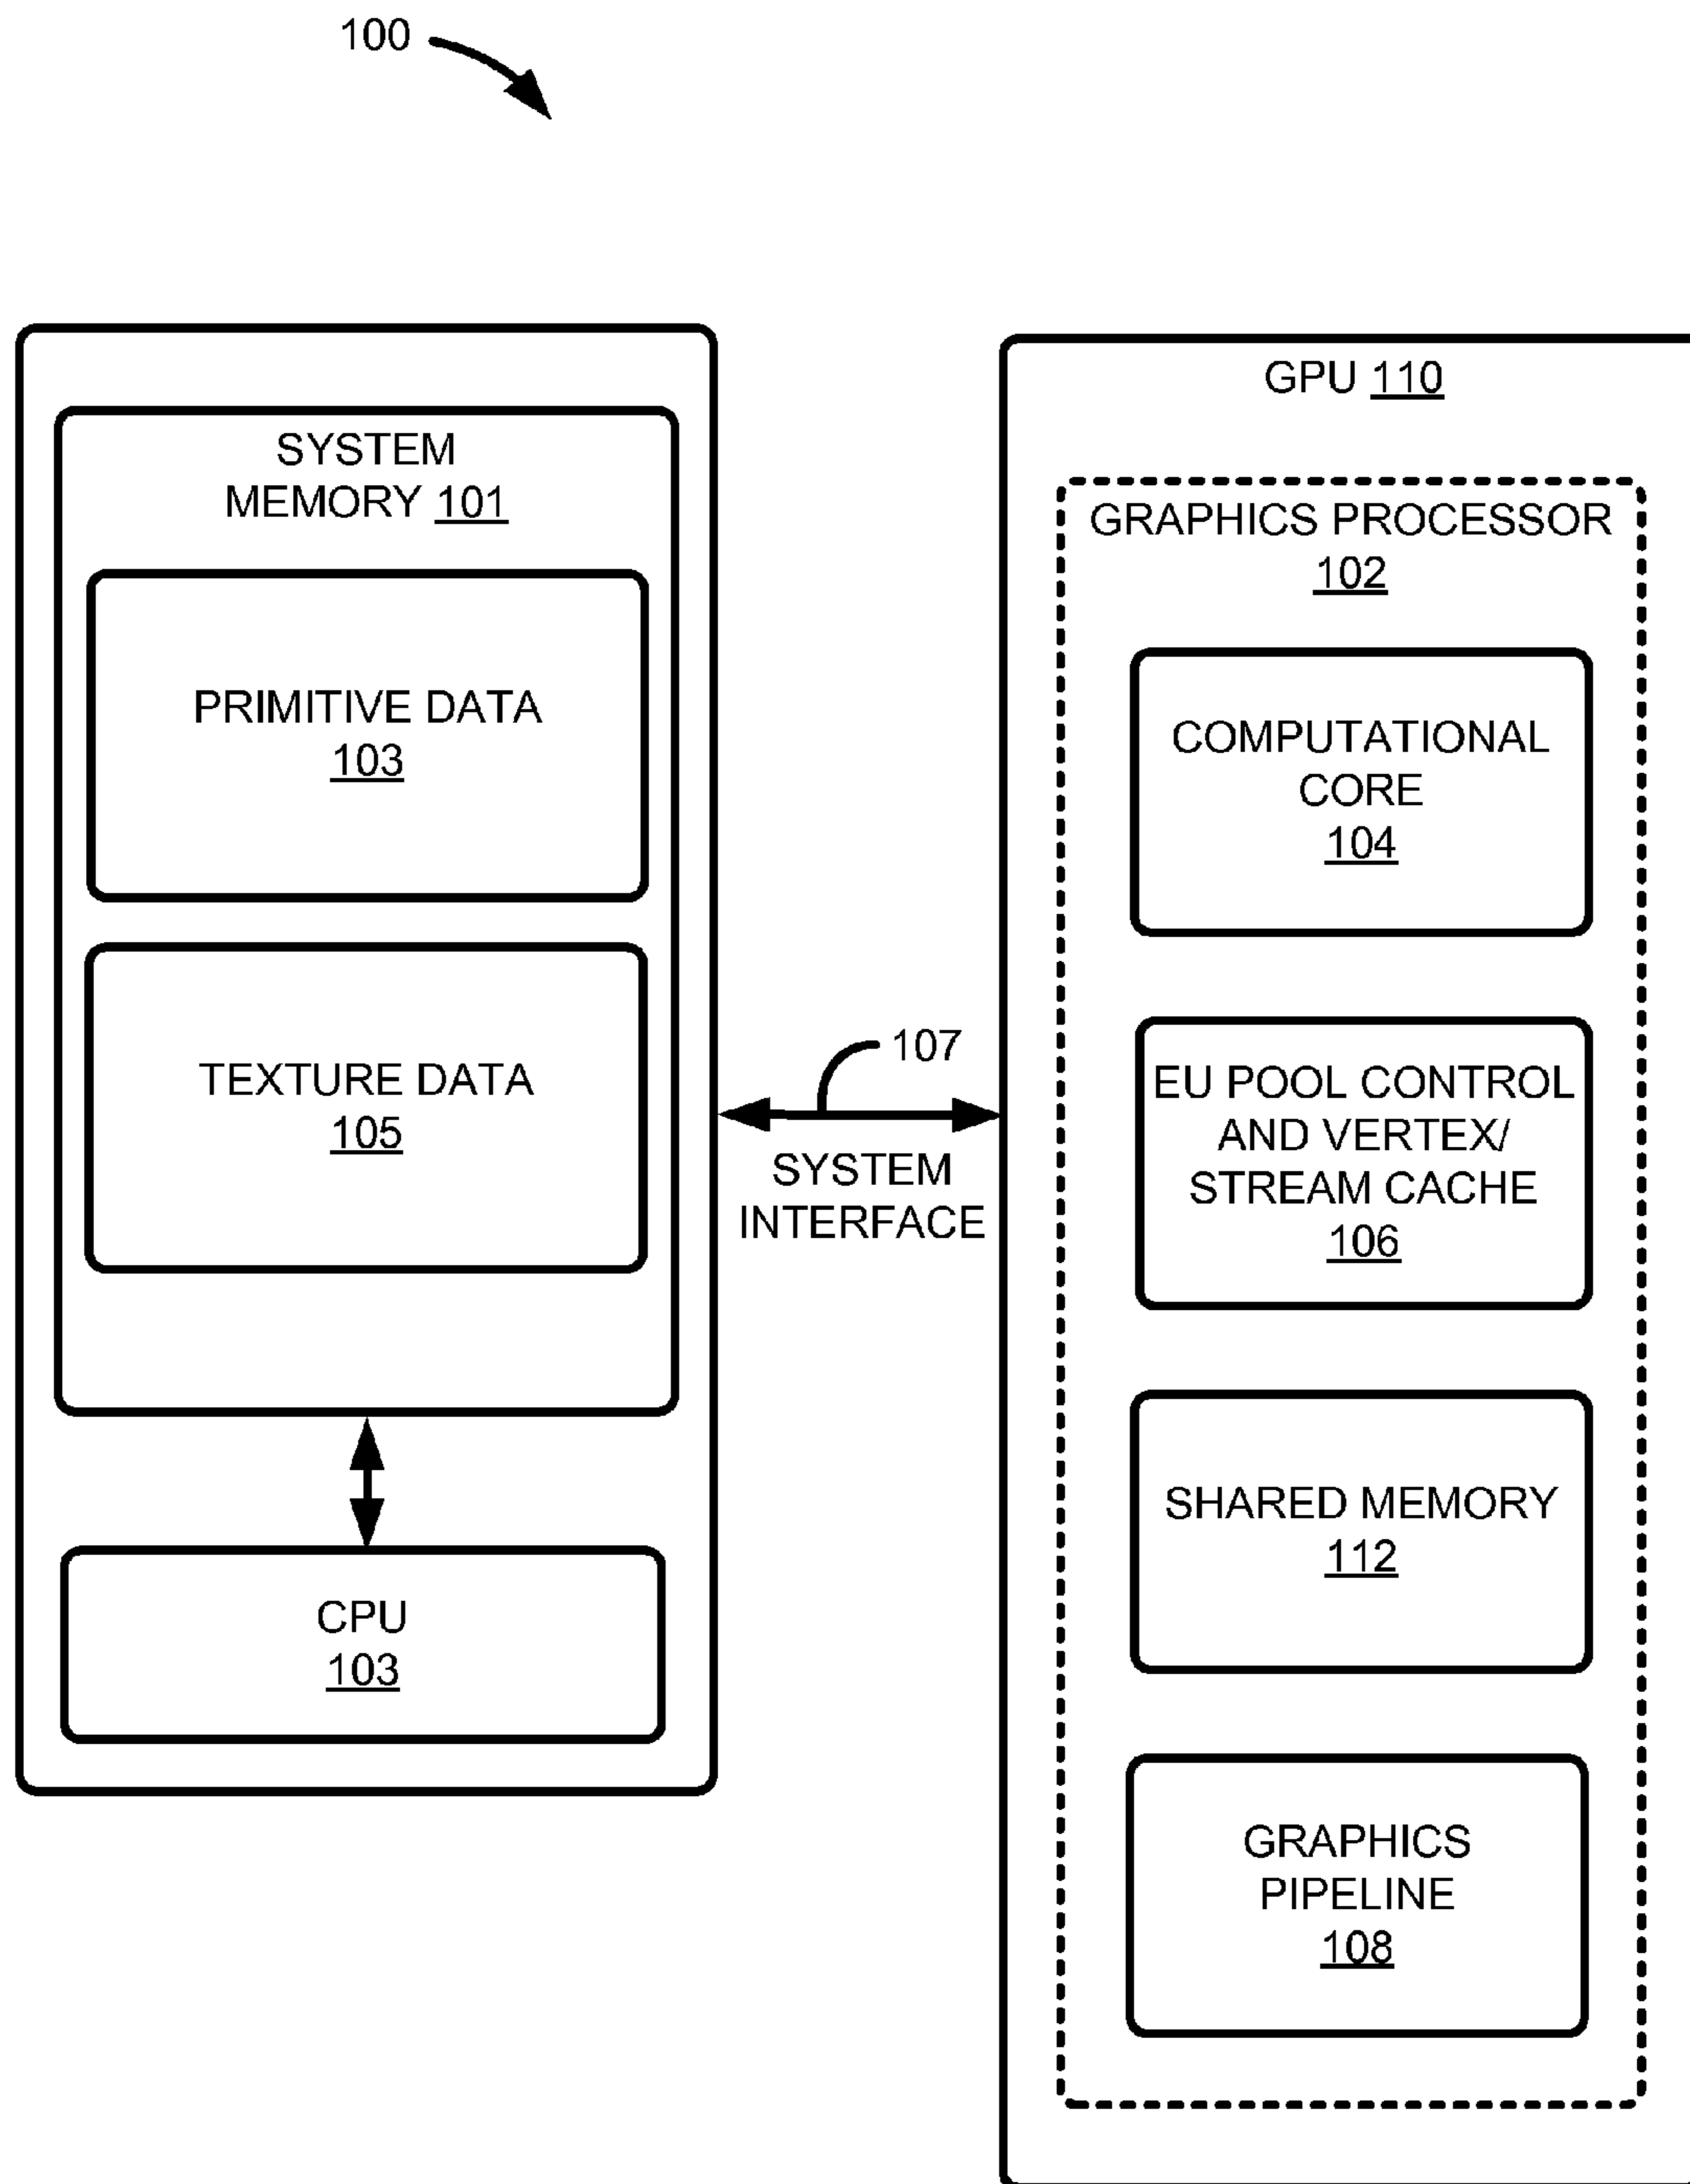 100
SYSTEM
MEMORY 101
PRIMITIVE DATA
103
TEXTURE DATA
105
CPU
103
107
SYSTEM
INTERFACE
GPU 110
GRAPHICS PROCESSOR
102
COMPUTATIONAL
CORE
104
EU POOL CONTROL
AND VERTEX/
STREAM CACHE
106
SHARED MEMORY
112
GRAPHICS
PIPELINE
108